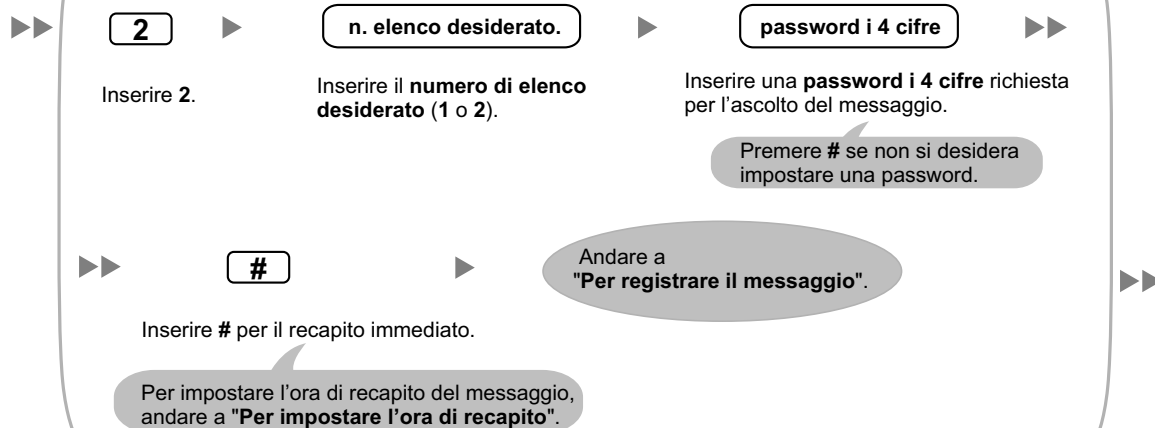 2
n. elenco desiderato.
password i 4 cifre
Inserire 2.
Inserire il numero di elenco
desiderato (1 o 2).
Inserire una password i 4 cifre richiesta
per l'ascolto del messaggio.
Premere # se non si desidera
impostare una password.
#
Andare a
"Per registrare il messaggio".
Inserire # per il recapito immediato.
Per impostare l’ora di recapito del messaggio,
andare a "Per impostare l’ora di recapito".